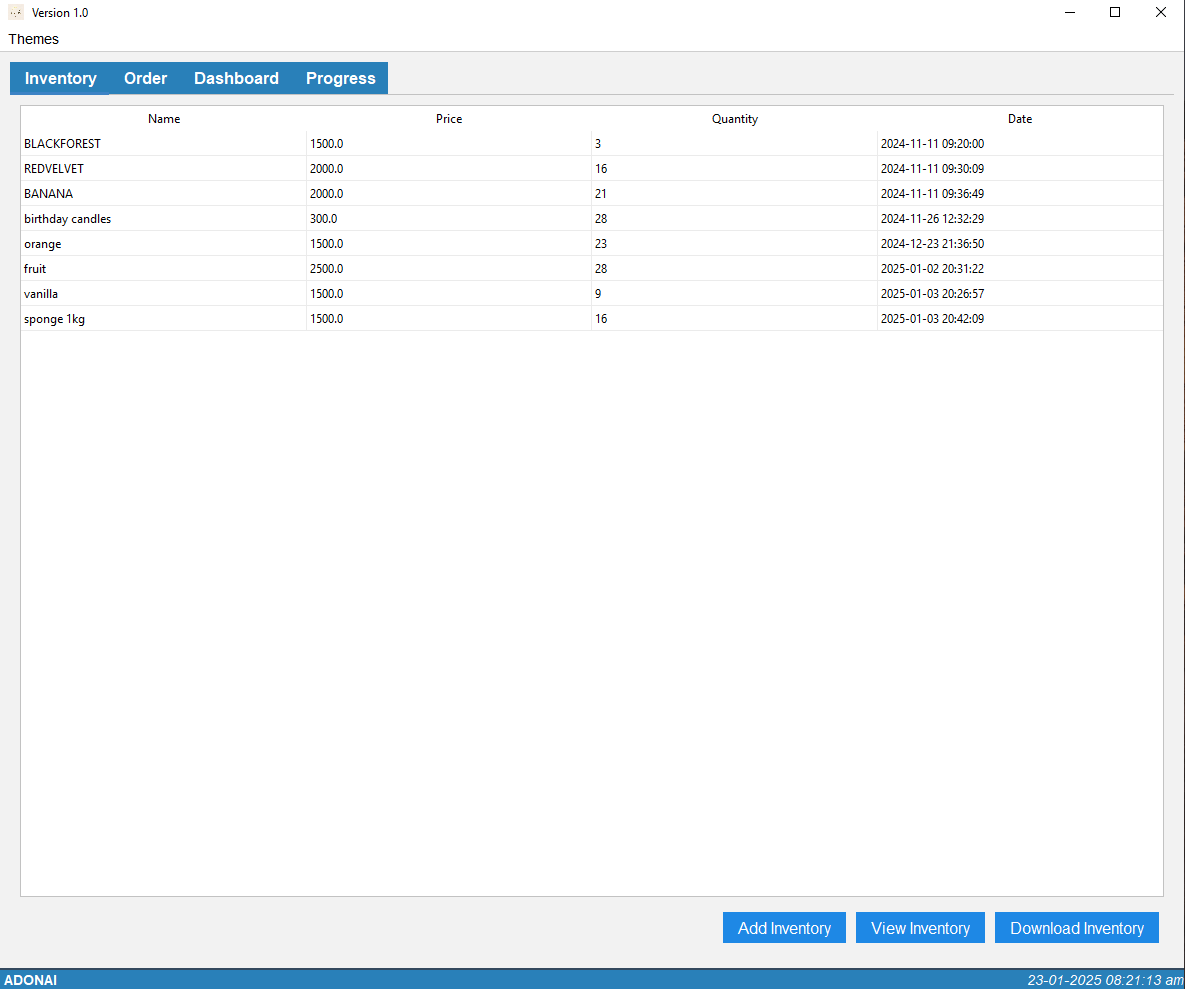 Version 1.0
Themes
Inventory Order Dashboard Progress
Name Price Quantity Date
BLACKFOREST 1500.0 3 2024-11-11 09:20:00
REDVELVET 2000.0 16 2024-11-11 09:30:09
BANANA 2000.0 21 2024-11-11 09:36:49
birthday candles 300.0 28 2024-11-26 12:32:29
orange 1500.0 23 2024-12-23 21:36:50
fruit 2500.0 28 2025-01-02 20:31:22
vanilla 1500.0 9 2025-01-03 20:26:57
sponge 1kg 1500.0 16 2025-01-03 20:42:09
Add Inventory View Inventory Download Inventory
ADONAI 23-01-2025 08:21:13 am